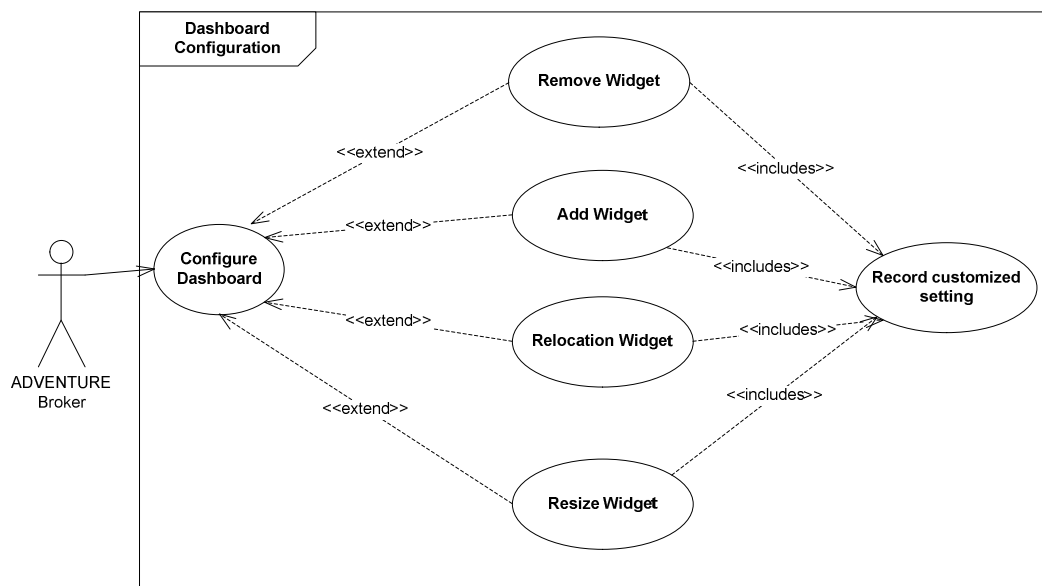 Dashboard
Configuration
Remove Widget
<<extend>>
<<includes>>
Add Widget
<<extend>>
<<includes>>
Configure
Dashboard
Record customized
setting
Relocation Widget
<<extend>>
<<includes>>
ADVENTURE
Broker
<<extend>>
<<includes>>
Resize Widget